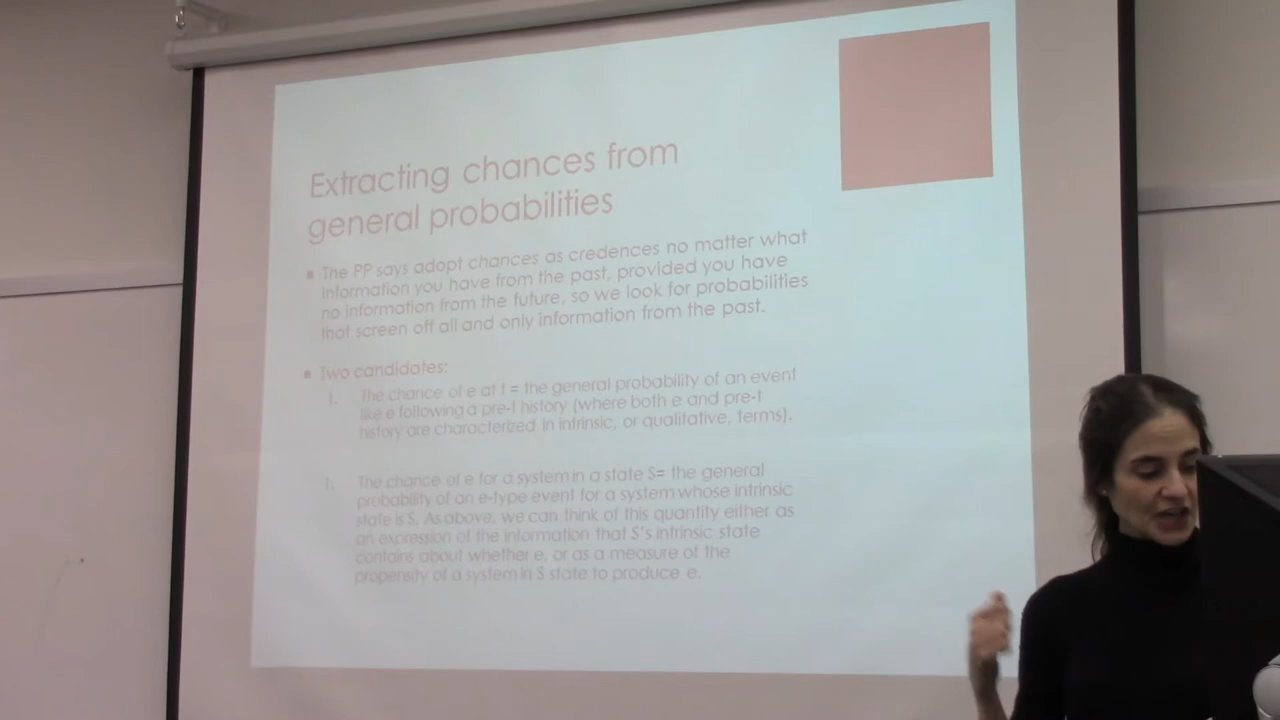 Extracting chances from
general probabilities
The PP says adopt chances as credences no matter what
information you have from the past, provided you have
no information from the future, so we look for probabilities
that screen off all and only information from the past.
Two candidates:
1. The chance of e at t = the general probability of an event
like e following a pre-t history (where both e and pre-t
history are characterized in intrinsic, or qualitative, terms).
1. The chance of e for a system in a state S= the general
probability of an e-type event for a system whose intrinsic
state is S. As above, we can think of this quantity either as
an expression of the information that S's intrinsic state
contains about whether e, or as a measure of the
propensity of a system in S state to produce e.